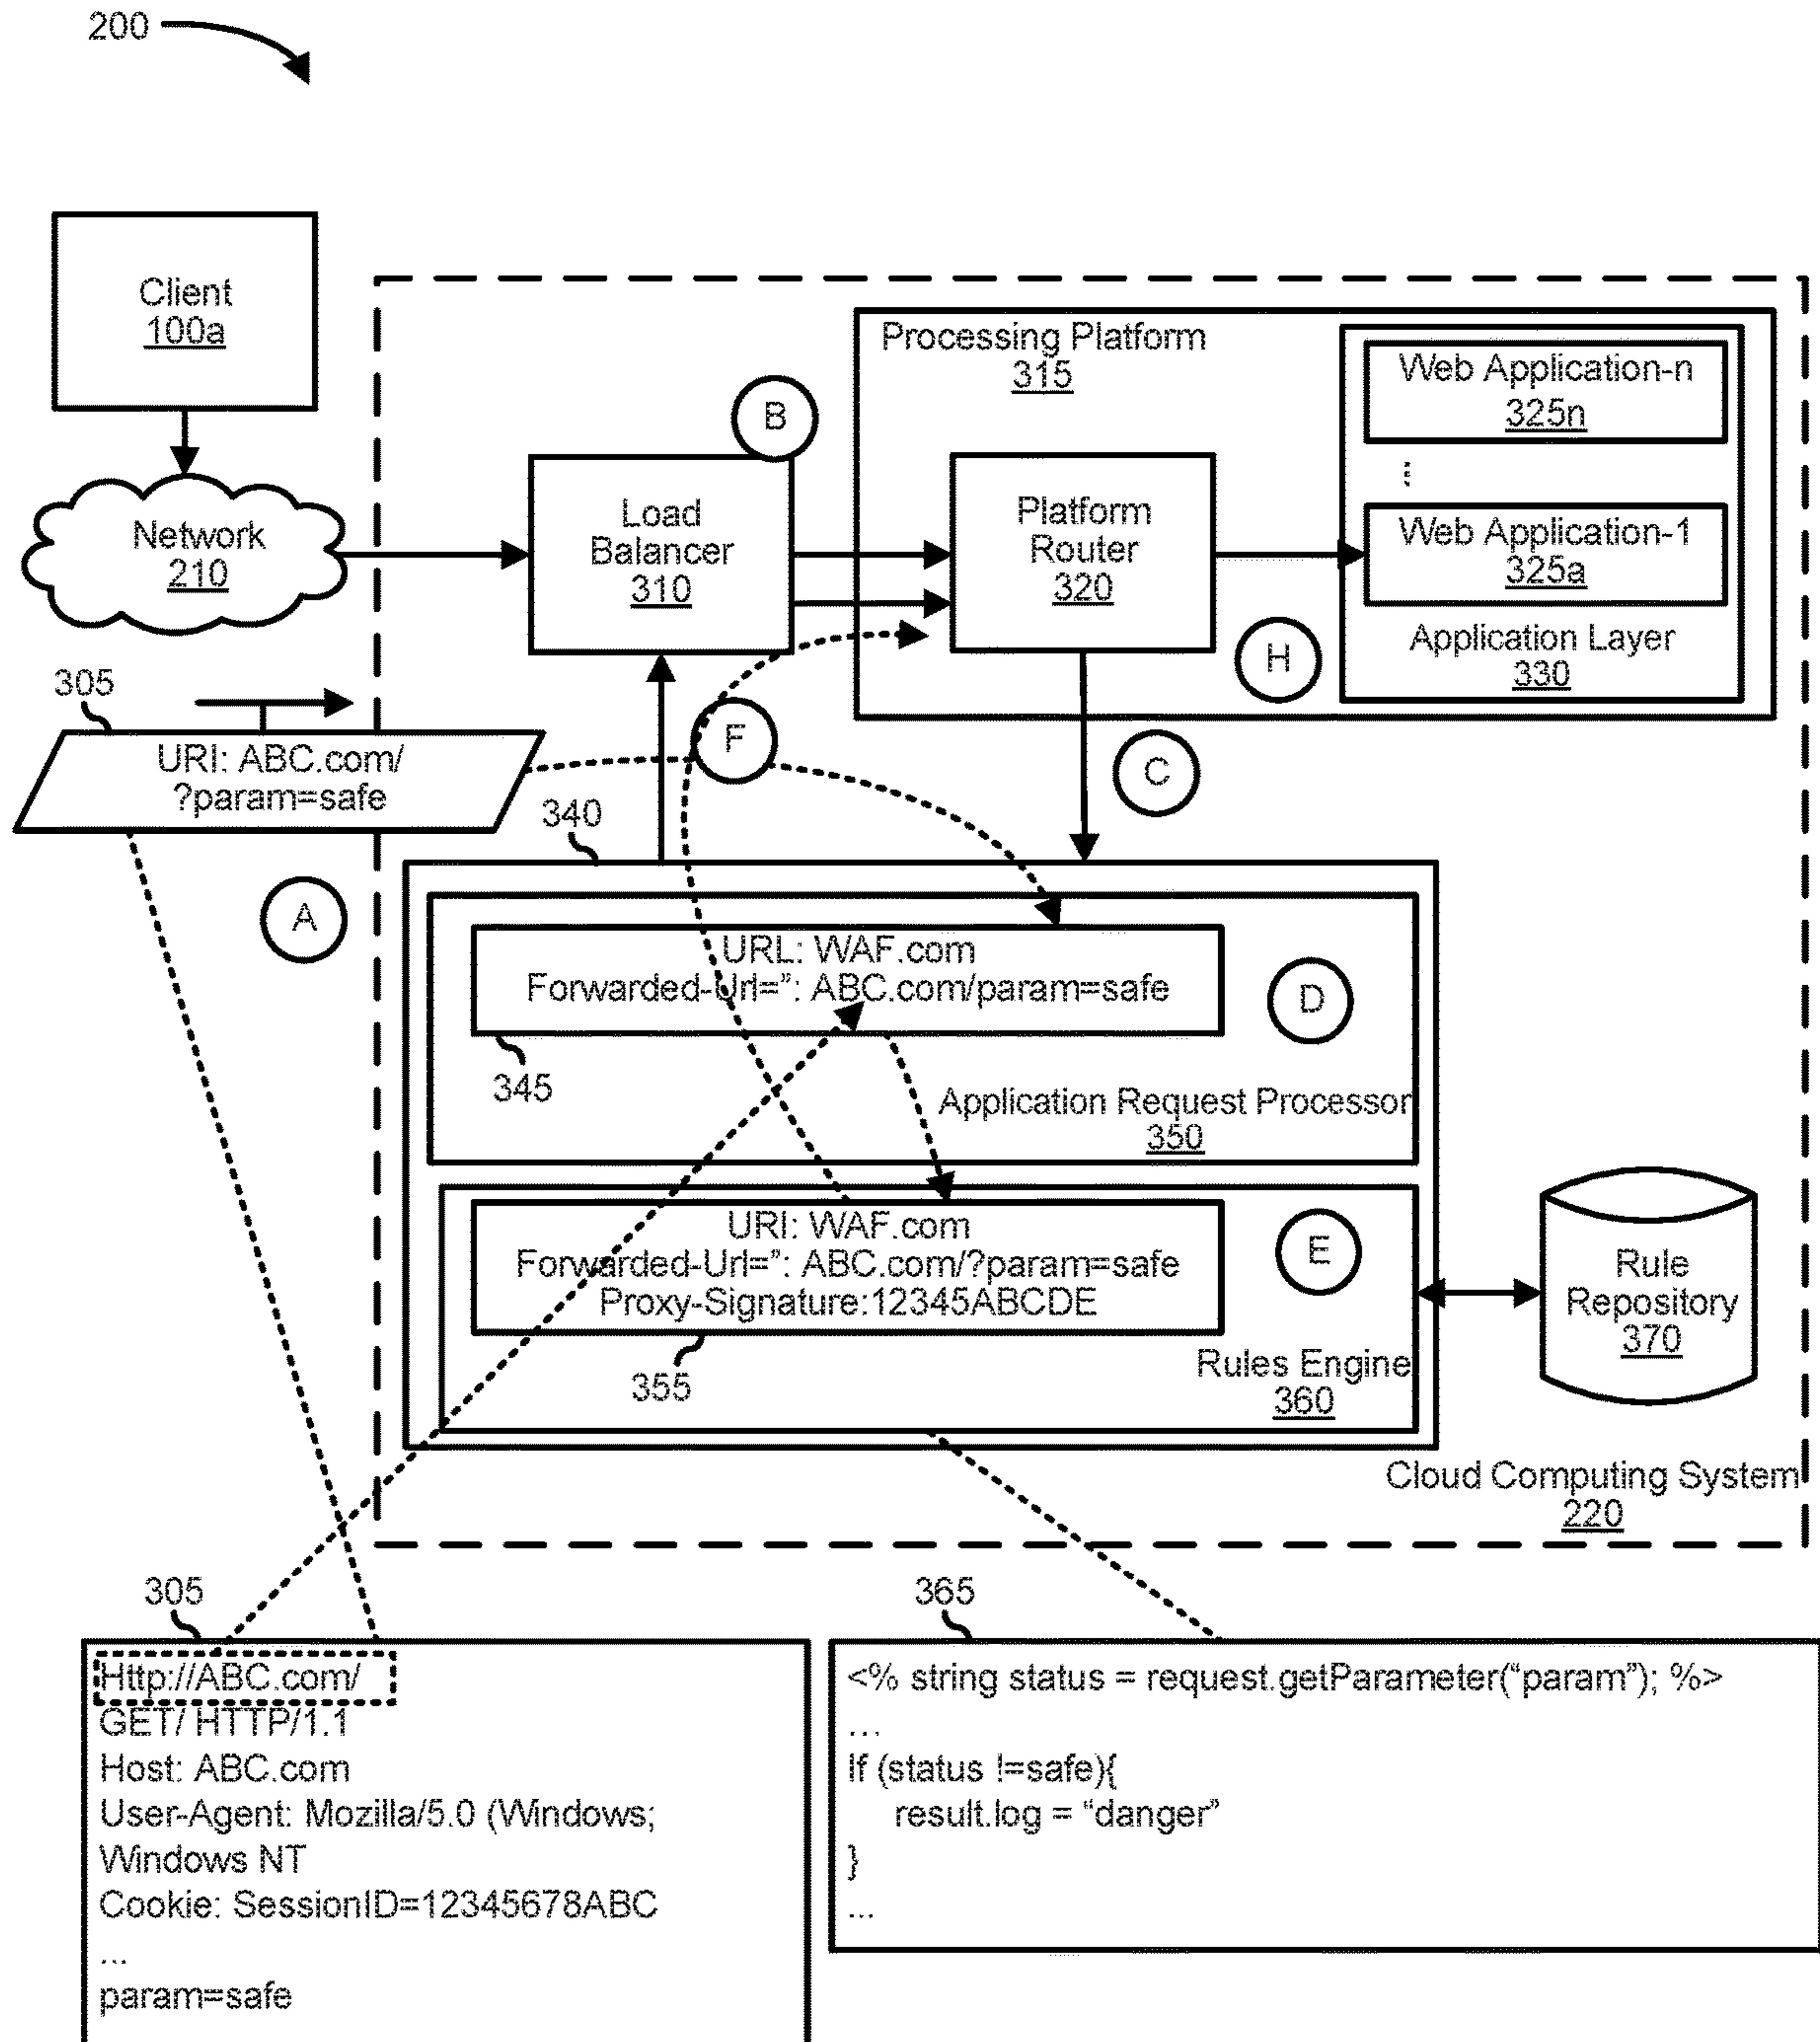 200
Client
100a
Network
210
Load
Balancer
310
B
Processing Platform
315
Platform
Router
320
Web Application-n
325n
⋮
Web Application-1
325a
Application Layer
330
H
305
URI: ABC.com/
?param=safe
F
C
340
A
URL: WAF.com
Forwarded-Url=”: ABC.com/param=safe
D
345
Application Request Processor
350
URI: WAF.com
Forwarded-Url=”: ABC.com/?param=safe
Proxy-Signature:12345ABCDE
E
355
Rules Engine
360
Rule
Repository
370
Cloud Computing System
220
305
Http://ABC.com/
GET/ HTTP/1.1
Host: ABC.com
User-Agent: Mozilla/5.0 (Windows;
Windows NT
Cookie: SessionID=12345678ABC
...
param=safe
365
<% string status = request.getParameter(“param”); %>
...
If (status !=safe){
result.log = “danger”
}
...